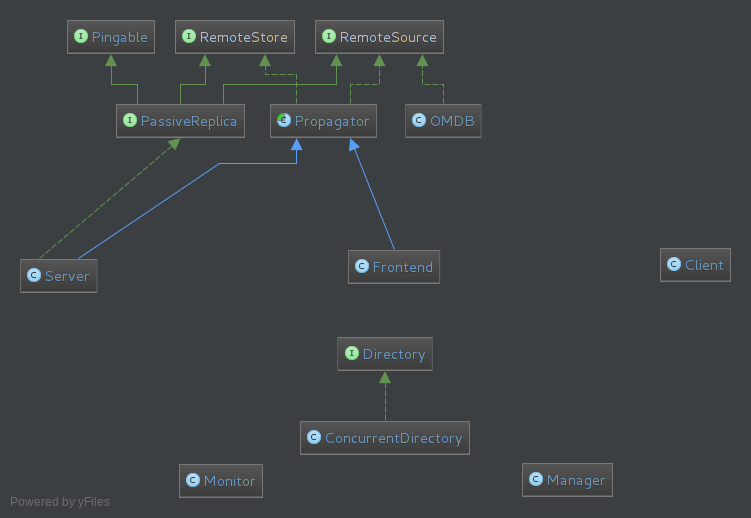 I Pingable
I RemoteStore
I RemoteSource
I PassiveReplica
C Propagator
C OMDB
C Server
C Frontend
C Client
I Directory
C ConcurrentDirectory
C Monitor
C Manager
Powered by yFiles